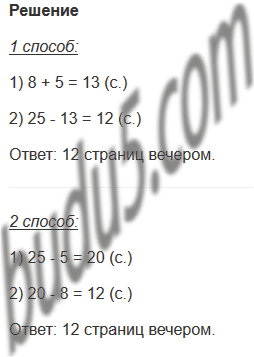 Решение
1 способ:
1) 8 + 5 = 13 (с.)
2) 25 - 13 = 12 (с.)
Ответ: 12 страниц вечером.
2 способ:
1) 25 - 5 = 20 (с.)
2) 20 - 8 = 12 (с.)
Ответ: 12 страниц вечером.
budu5.com